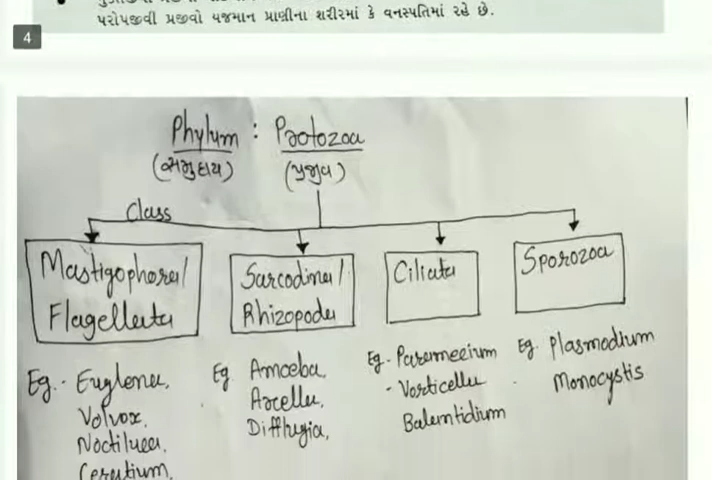 પરોપજીવી પ્રજીવો યજમાન પ્રાણીના શરીરમાં કે વનસ્પતિમાં રહે છે.
4
Phylum : Protozoa
(સમુદાય) (પ્રજીવ)
Class
Mastigophora/
Flagellata
Sarcodina/
Rhizopoda
Ciliata
Sporozoa
Eg.- Euglena,
Volvox,
Noctiluca,
Ceratium,
Eg Amoeba,
Arcella,
Difflugia,
Eg.- Paramecium
- Vorticella
Balantidium
Eg. Plasmodium
Monocystis